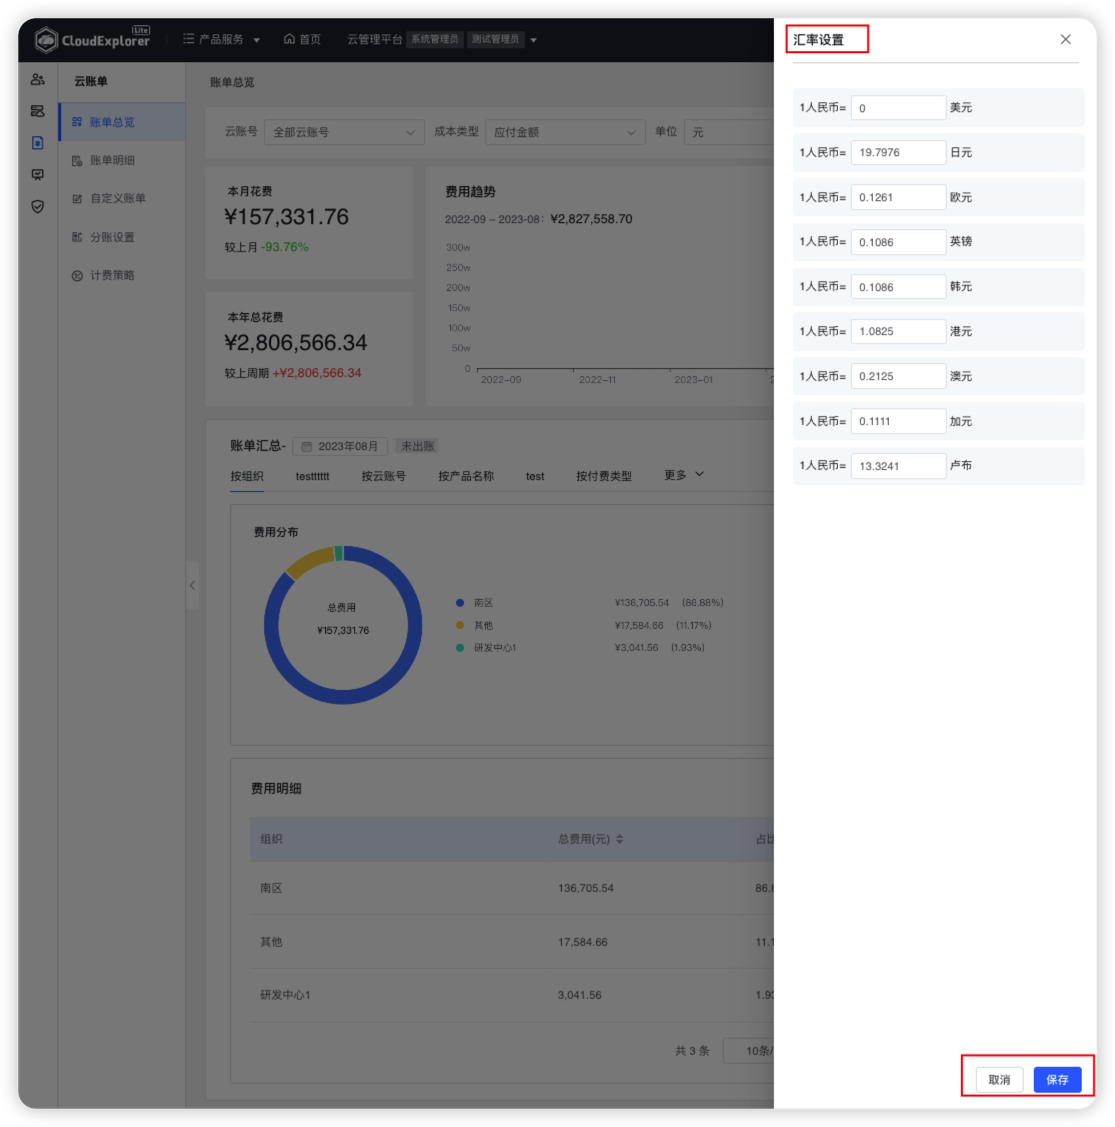 CloudExplorer Lite
产品服务 首页 云管理平台 系统管理员 测试管理员
汇率设置
云账单
账单总览
账单明细
自定义账单
分账设置
计费策略
账单总览
云账号 全部云账号 成本类型 应付金额 单位 元
本月花费
¥157,331.76
较上月 -93.76%
本年总花费
¥2,806,566.34
较上周期 +¥2,806,566.34
费用趋势
2022-09 – 2023-08: ¥2,827,558.70
300w
250w
200w
150w
100w
50w
0
2022-09 2022-11 2023-01
账单汇总- 2023年08月 未出账
按组织 testttttt 按云账号 按产品名称 test 按付费类型 更多
费用分布
总费用
¥157,331.76
南区 ¥136,705.54 (86.88%)
其他 ¥17,584.66 (11.17%)
研发中心1 ¥3,041.56 (1.93%)
费用明细
组织 总费用(元) 占比
南区 136,705.54 86.8
其他 17,584.66 11.1
研发中心1 3,041.56 1.93
共 3 条 10条/
1人民币= 0 美元
1人民币= 19.7976 日元
1人民币= 0.1261 欧元
1人民币= 0.1086 英镑
1人民币= 0.1086 韩元
1人民币= 1.0825 港元
1人民币= 0.2125 澳元
1人民币= 0.1111 加元
1人民币= 13.3241 卢布
取消 保存